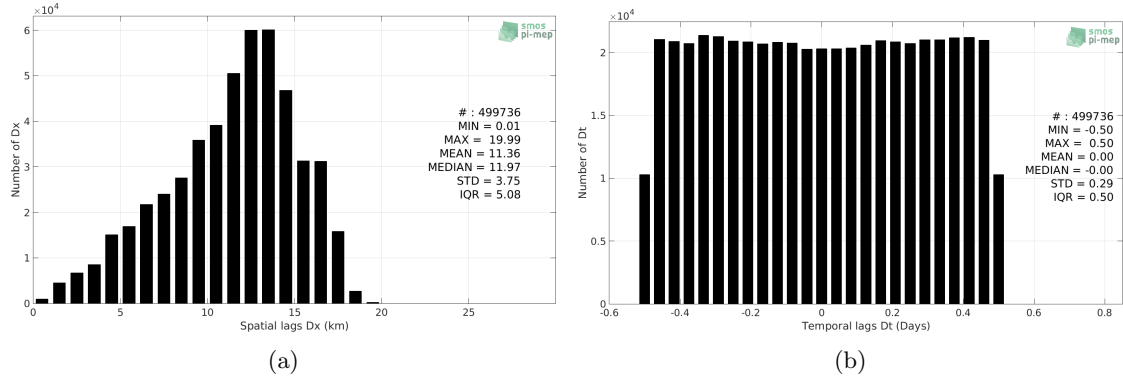 ×10⁴
6
5
4
3
2
1
0
Number of Dx
0 5 10 15 20 25
Spatial lags Dx (km)
smos
pi-mep
# : 499736
MIN = 0.01
MAX = 19.99
MEAN = 11.36
MEDIAN = 11.97
STD = 3.75
IQR = 5.08
(a)
×10⁴
2
1.5
1
0.5
0
Number of Dt
-0.6 -0.4 -0.2 0 0.2 0.4 0.6 0.8
Temporal lags Dt (Days)
smos
pi-mep
# : 499736
MIN = -0.50
MAX = 0.50
MEAN = 0.00
MEDIAN = -0.00
STD = 0.29
IQR = 0.50
(b)